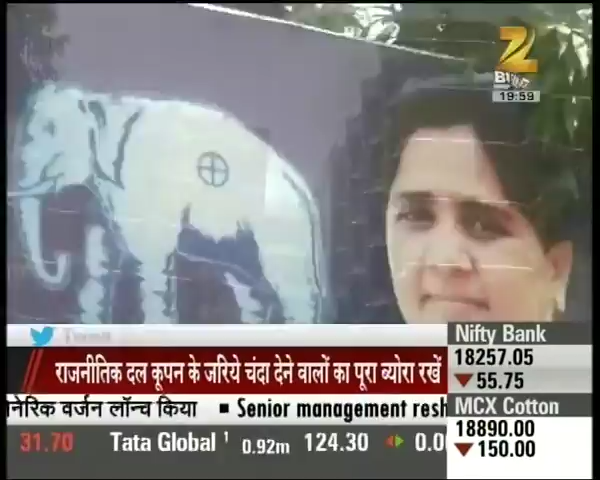 Z
19:59
Nifty Bank
18257.05
▼55.75
राजनीतिक दल कूपन के जरिये चंदा देने वालों का पूरा ब्योरा रखें
MCX Cotton
18890.00
▼150.00
नेरिक वर्जन लॉन्च किया ▪ Senior management resh
31.70 Tata Global 0.92m 124.30 0.0